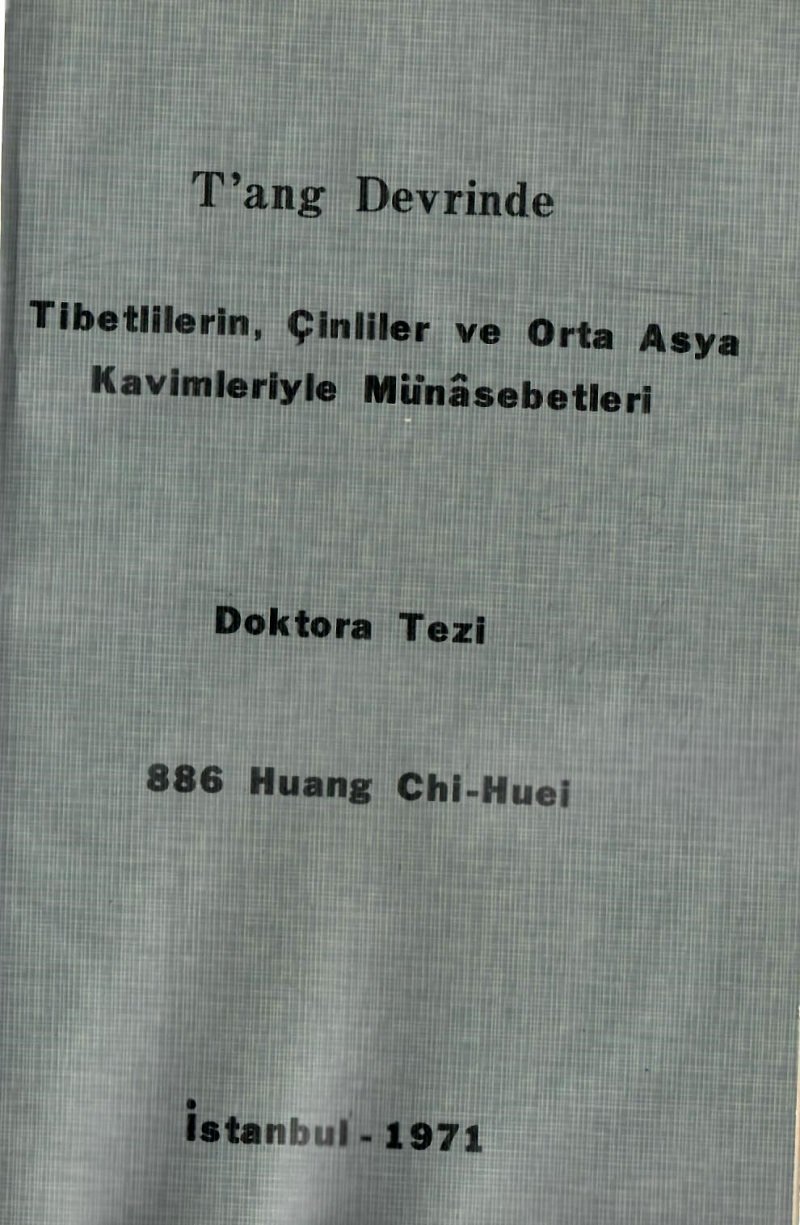 T'ang Devrinde
Tibetlilerin, Çinliler ve Orta Asya
Kavimleriyle Münâsebetleri
Doktora Tezi
886 Huang Chi-Huei
İstanbul - 1971